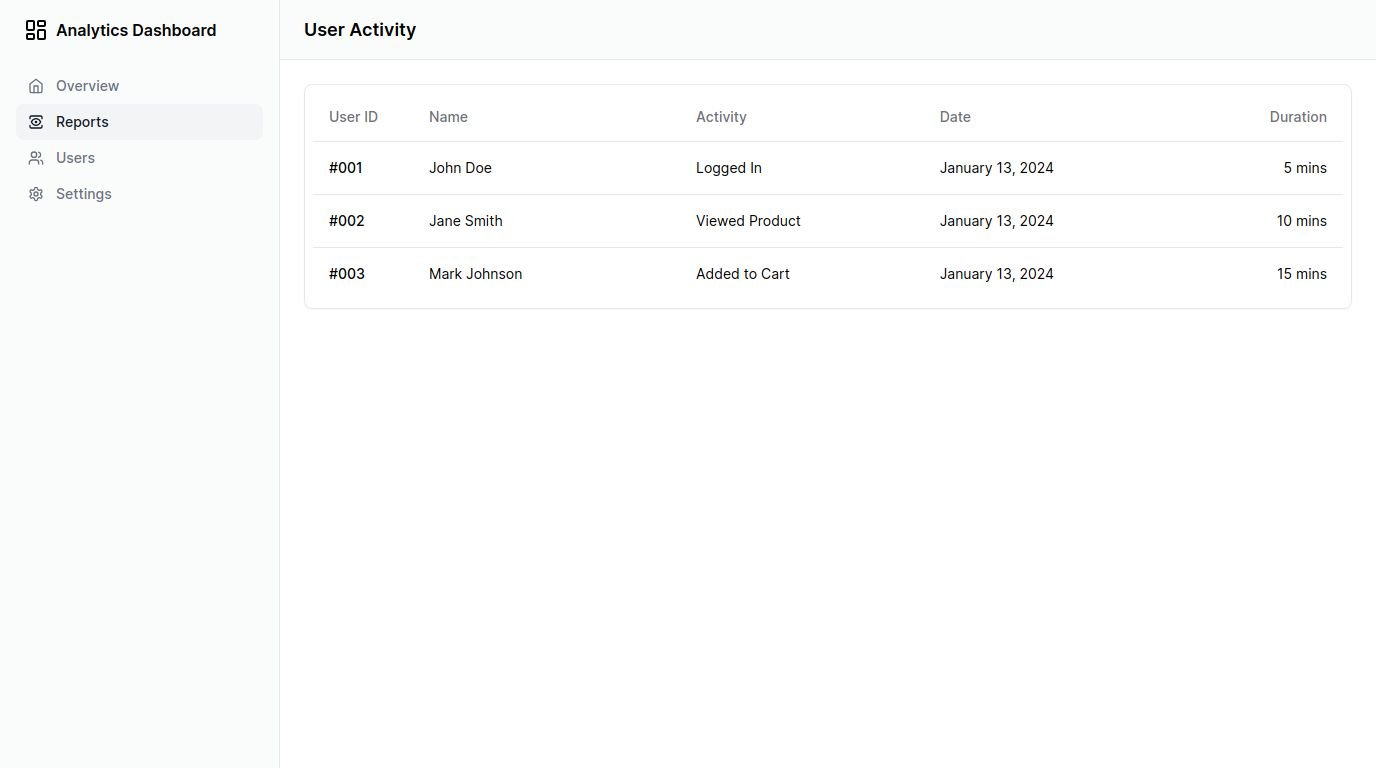 Analytics Dashboard
Overview
Reports
Users
Settings
User Activity
User ID Name Activity Date Duration
#001 John Doe Logged In January 13, 2024 5 mins
#002 Jane Smith Viewed Product January 13, 2024 10 mins
#003 Mark Johnson Added to Cart January 13, 2024 15 mins